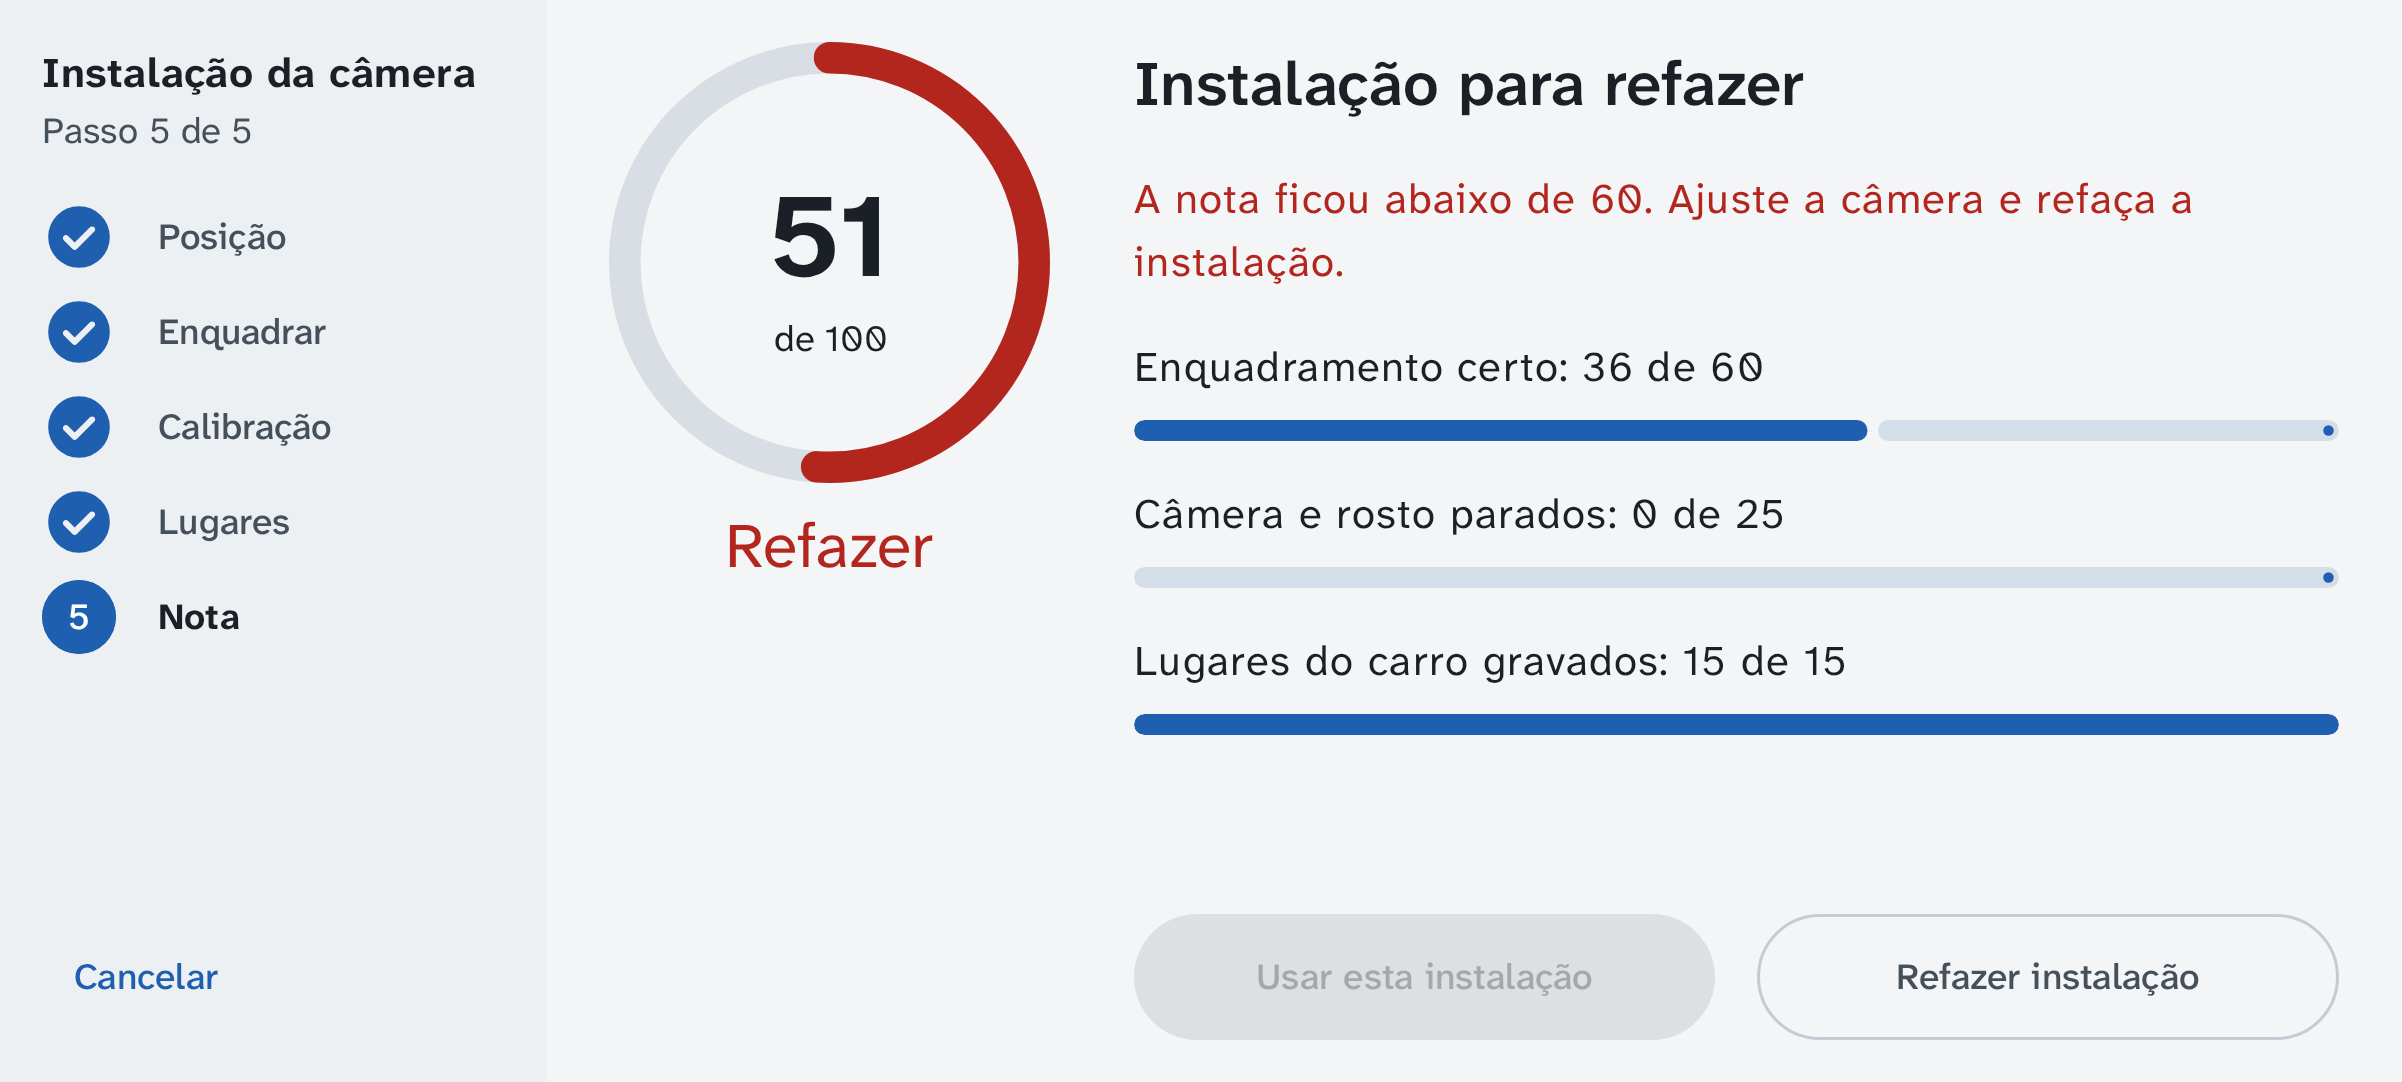 Instalação da câmera
Passo 5 de 5
Posição
Enquadrar
Calibração
Lugares
5 Nota
Cancelar
51
de 100
Refazer
Instalação para refazer
A nota ficou abaixo de 60. Ajuste a câmera e refaça a
instalação.
Enquadramento certo: 36 de 60
Câmera e rosto parados: 0 de 25
Lugares do carro gravados: 15 de 15
Usar esta instalação
Refazer instalação